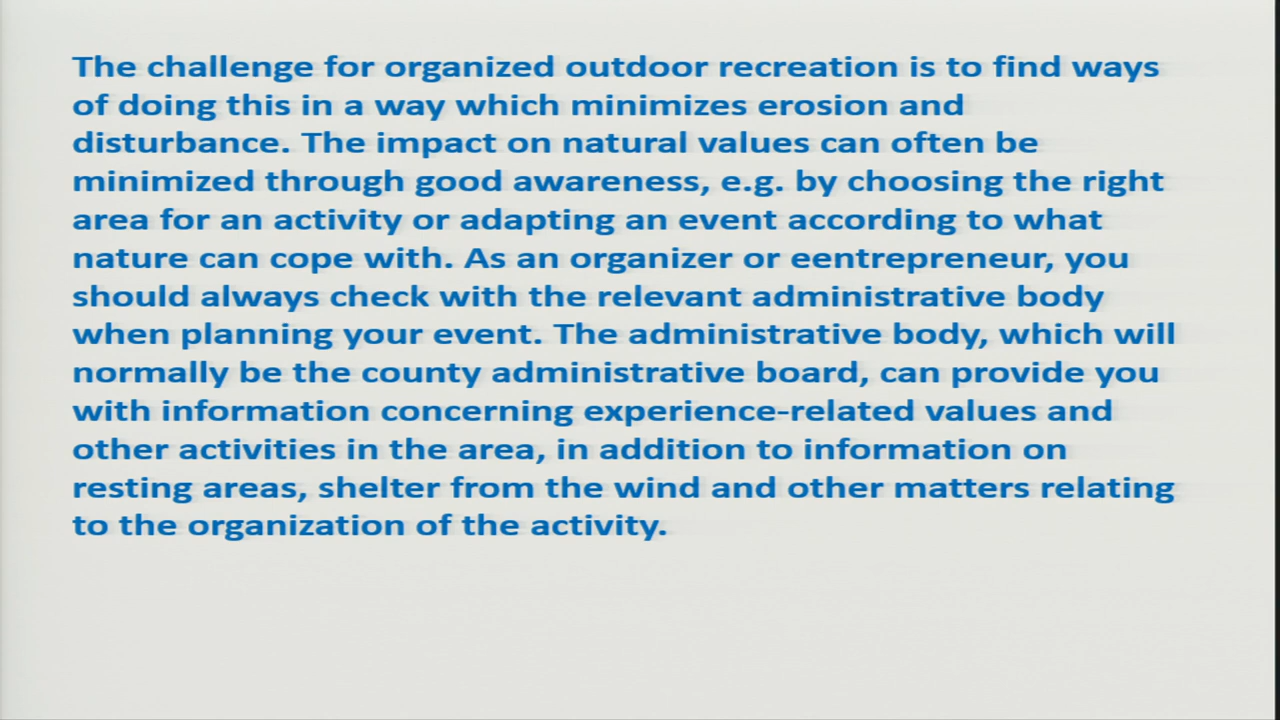 The challenge for organized outdoor recreation is to find ways
of doing this in a way which minimizes erosion and
disturbance. The impact on natural values can often be
minimized through good awareness, e.g. by choosing the right
area for an activity or adapting an event according to what
nature can cope with. As an organizer or eentrepreneur, you
should always check with the relevant administrative body
when planning your event. The administrative body, which will
normally be the county administrative board, can provide you
with information concerning experience-related values and
other activities in the area, in addition to information on
resting areas, shelter from the wind and other matters relating
to the organization of the activity.